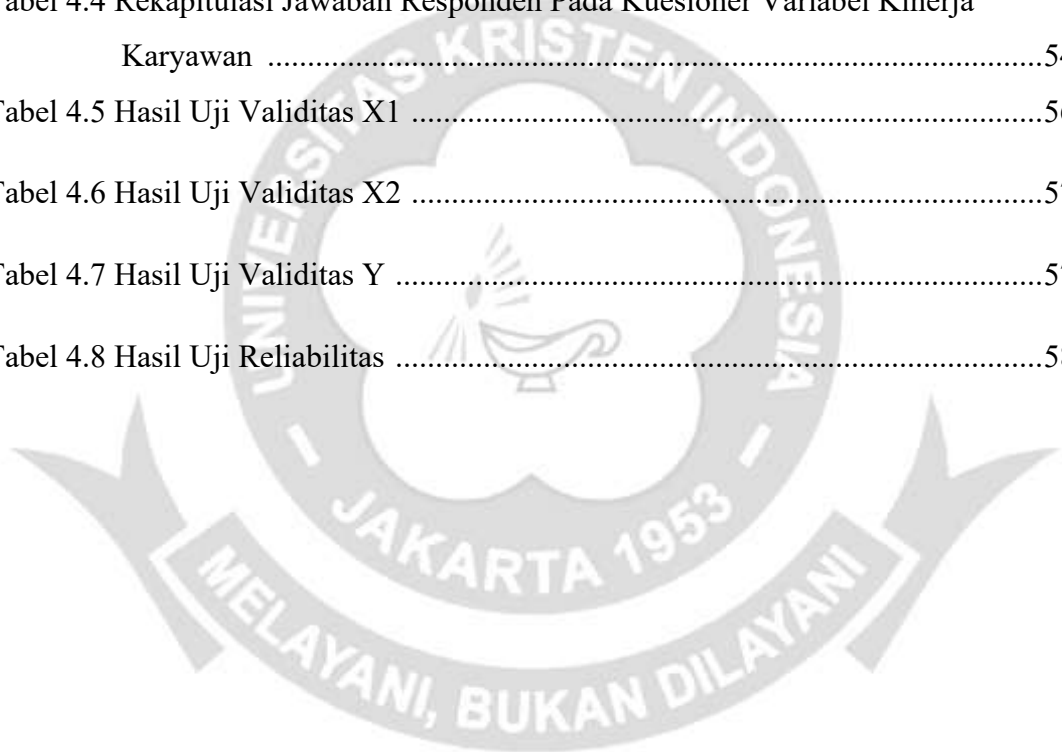 Tabel 4.4 Rekapitulasi Jawaban Responden Pada Kuesioner Variabel Kinerja
Karyawan ........................................................................................................
Tabel 4.5 Hasil Uji Validitas X1 ....................................................................................
Tabel 4.6 Hasil Uji Validitas X2 ....................................................................................
Tabel 4.7 Hasil Uji Validitas Y ......................................................................................
Tabel 4.8 Hasil Uji Reliabilitas ......................................................................................
UNIVERSITAS KRISTEN INDONESIA
- JAKARTA 1953 -
MELAYANI, BUKAN DILAYANI